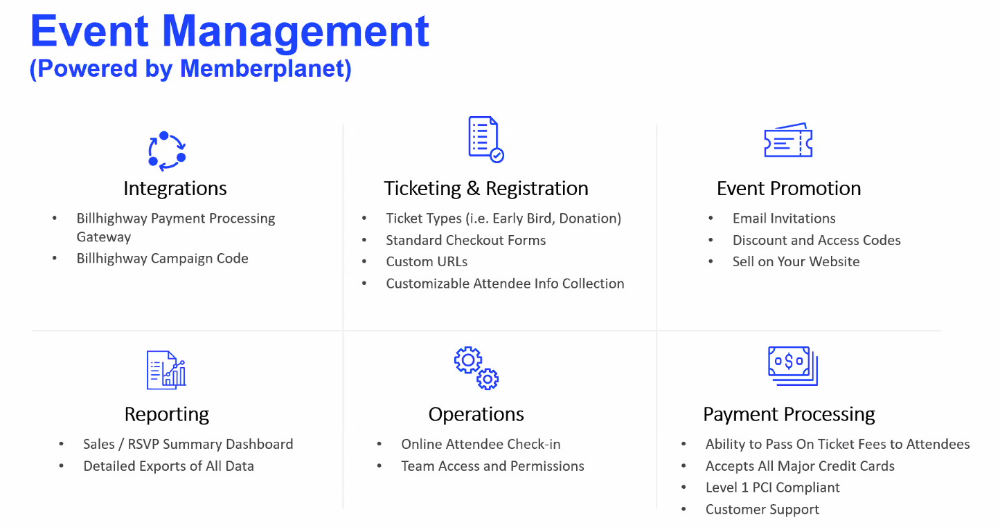 Event Management
(Powered by Memberplanet)
Integrations
• Billhighway Payment Processing
Gateway
• Billhighway Campaign Code
Ticketing & Registration
• Ticket Types (i.e. Early Bird, Donation)
• Standard Checkout Forms
• Custom URLs
• Customizable Attendee Info Collection
Event Promotion
• Email Invitations
• Discount and Access Codes
• Sell on Your Website
Reporting
• Sales / RSVP Summary Dashboard
• Detailed Exports of All Data
Operations
• Online Attendee Check-in
• Team Access and Permissions
Payment Processing
• Ability to Pass On Ticket Fees to Attendees
• Accepts All Major Credit Cards
• Level 1 PCI Compliant
• Customer Support